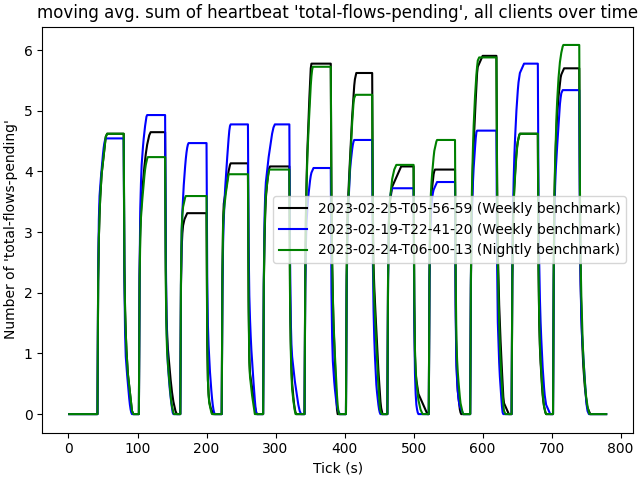 moving avg. sum of heartbeat 'total-flows-pending', all clients over time
Number of 'total-flows-pending'
6
5
4
3
2
1
0
2023-02-25-T05-56-59 (Weekly benchmark)
2023-02-19-T22-41-20 (Weekly benchmark)
2023-02-24-T06-00-13 (Nightly benchmark)
0 100 200 300 400 500 600 700 800
Tick (s)